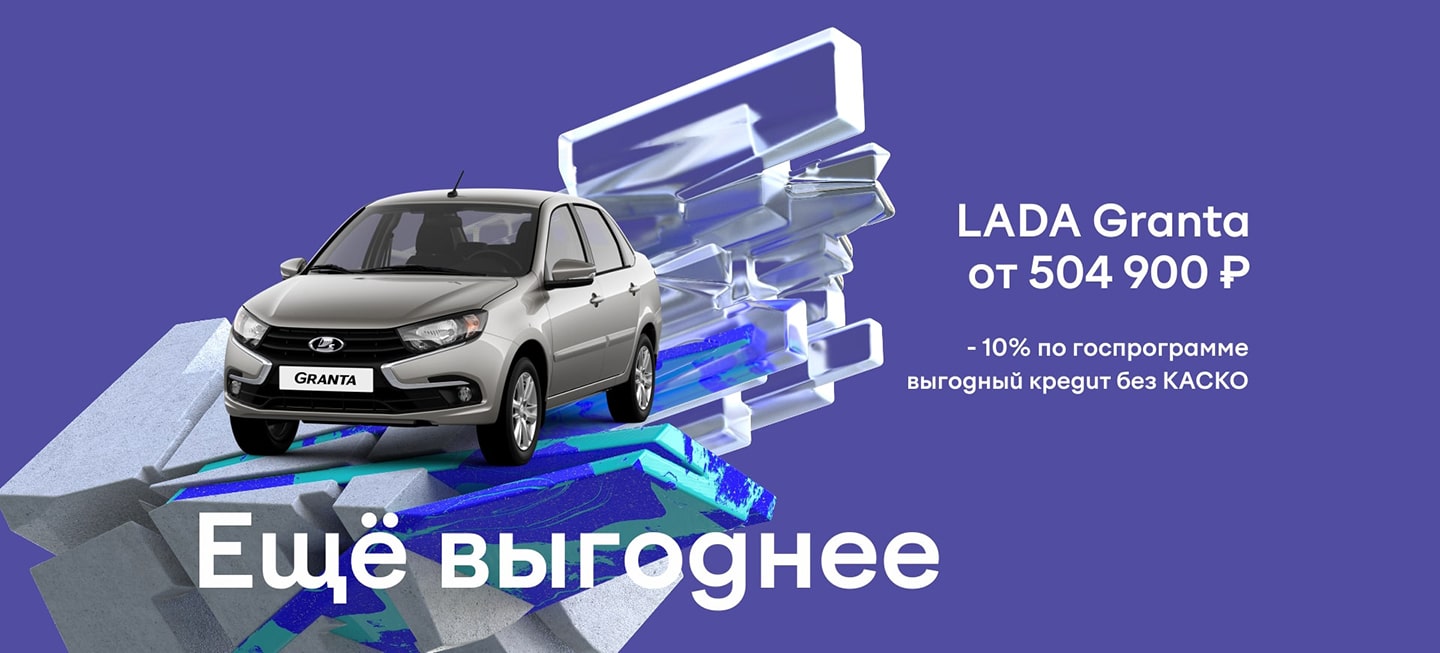 LADA Granta
от 504 900 ₽
- 10% по госпрограмме
выгодный кредит без КАСКО
GRANTA
Ещё выгоднее